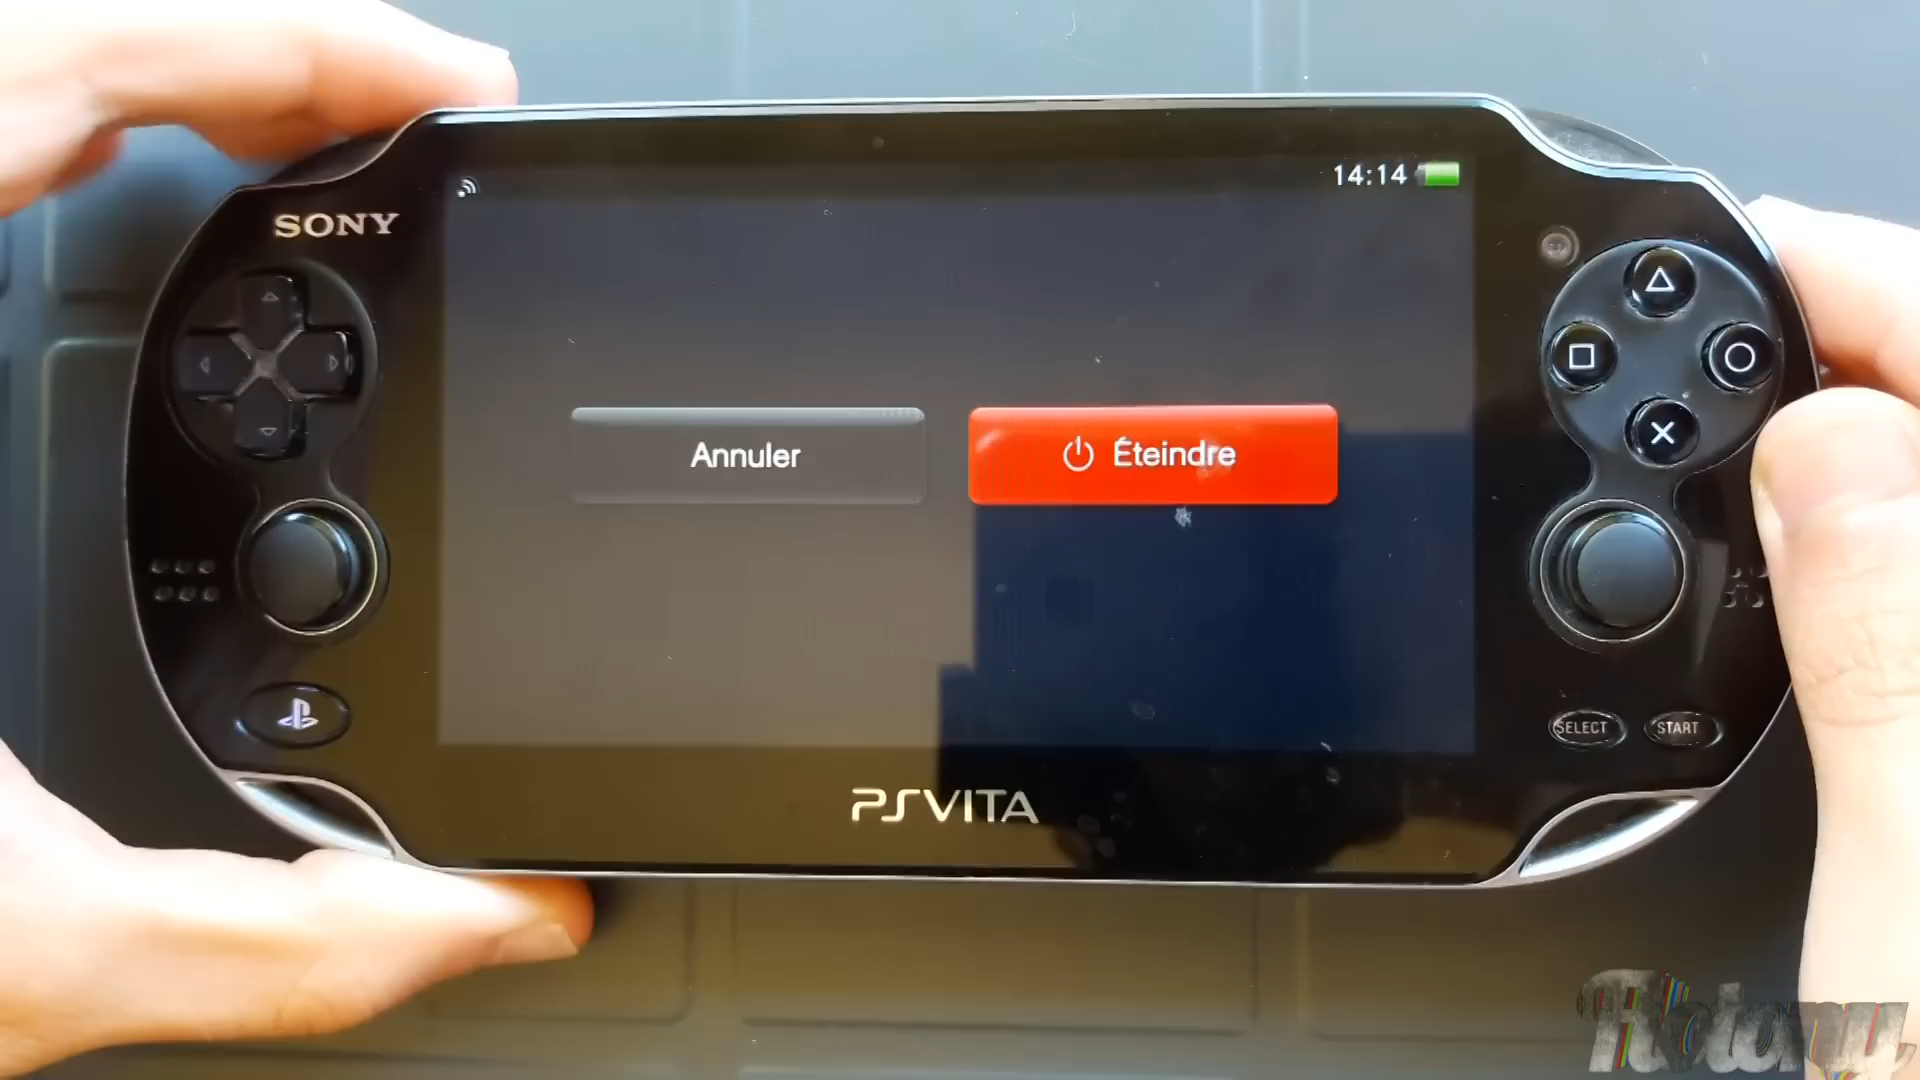 14:14
SONY
Annuler
Éteindre
SELECT
START
PSVITA